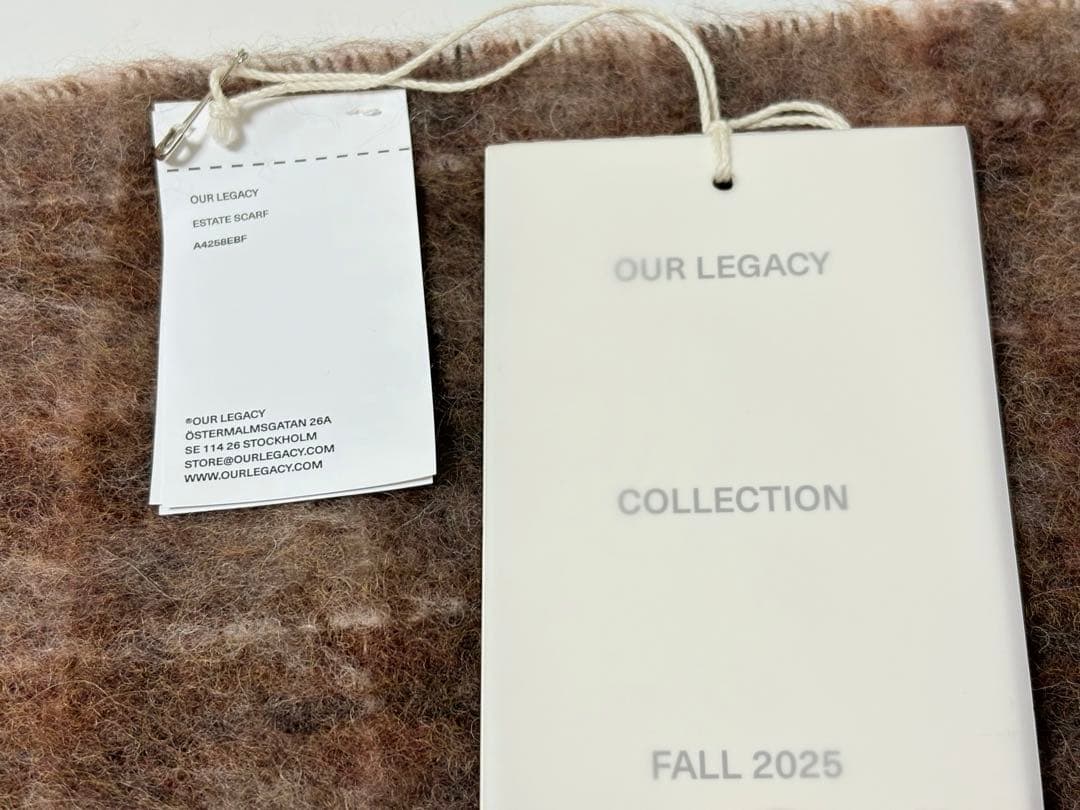 OUR LEGACY
ESTATE SCARF
A4258EBF
®OUR LEGACY
ÖSTERMALMSGATAN 26A
SE 114 26 STOCKHOLM
STORE@OURLEGACY.COM
WWW.OURLEGACY.COM
OUR LEGACY
COLLECTION
FALL 2025